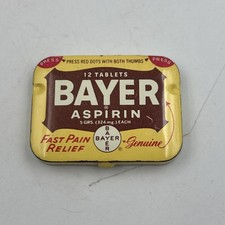 PRESS PRESS RED DOTS WITH BOTH THUMBS PRESS
12 TABLETS
BAYER
ASPIRIN
5 GRS. (324 mg.) EACH
FAST PAIN
RELIEF
BAYER
BAYER
Genuine